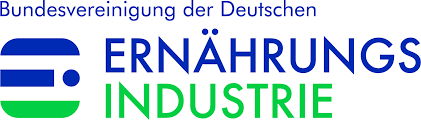 Bundesvereinigung der Deutschen
ERNÄHRUNGS
INDUSTRIE